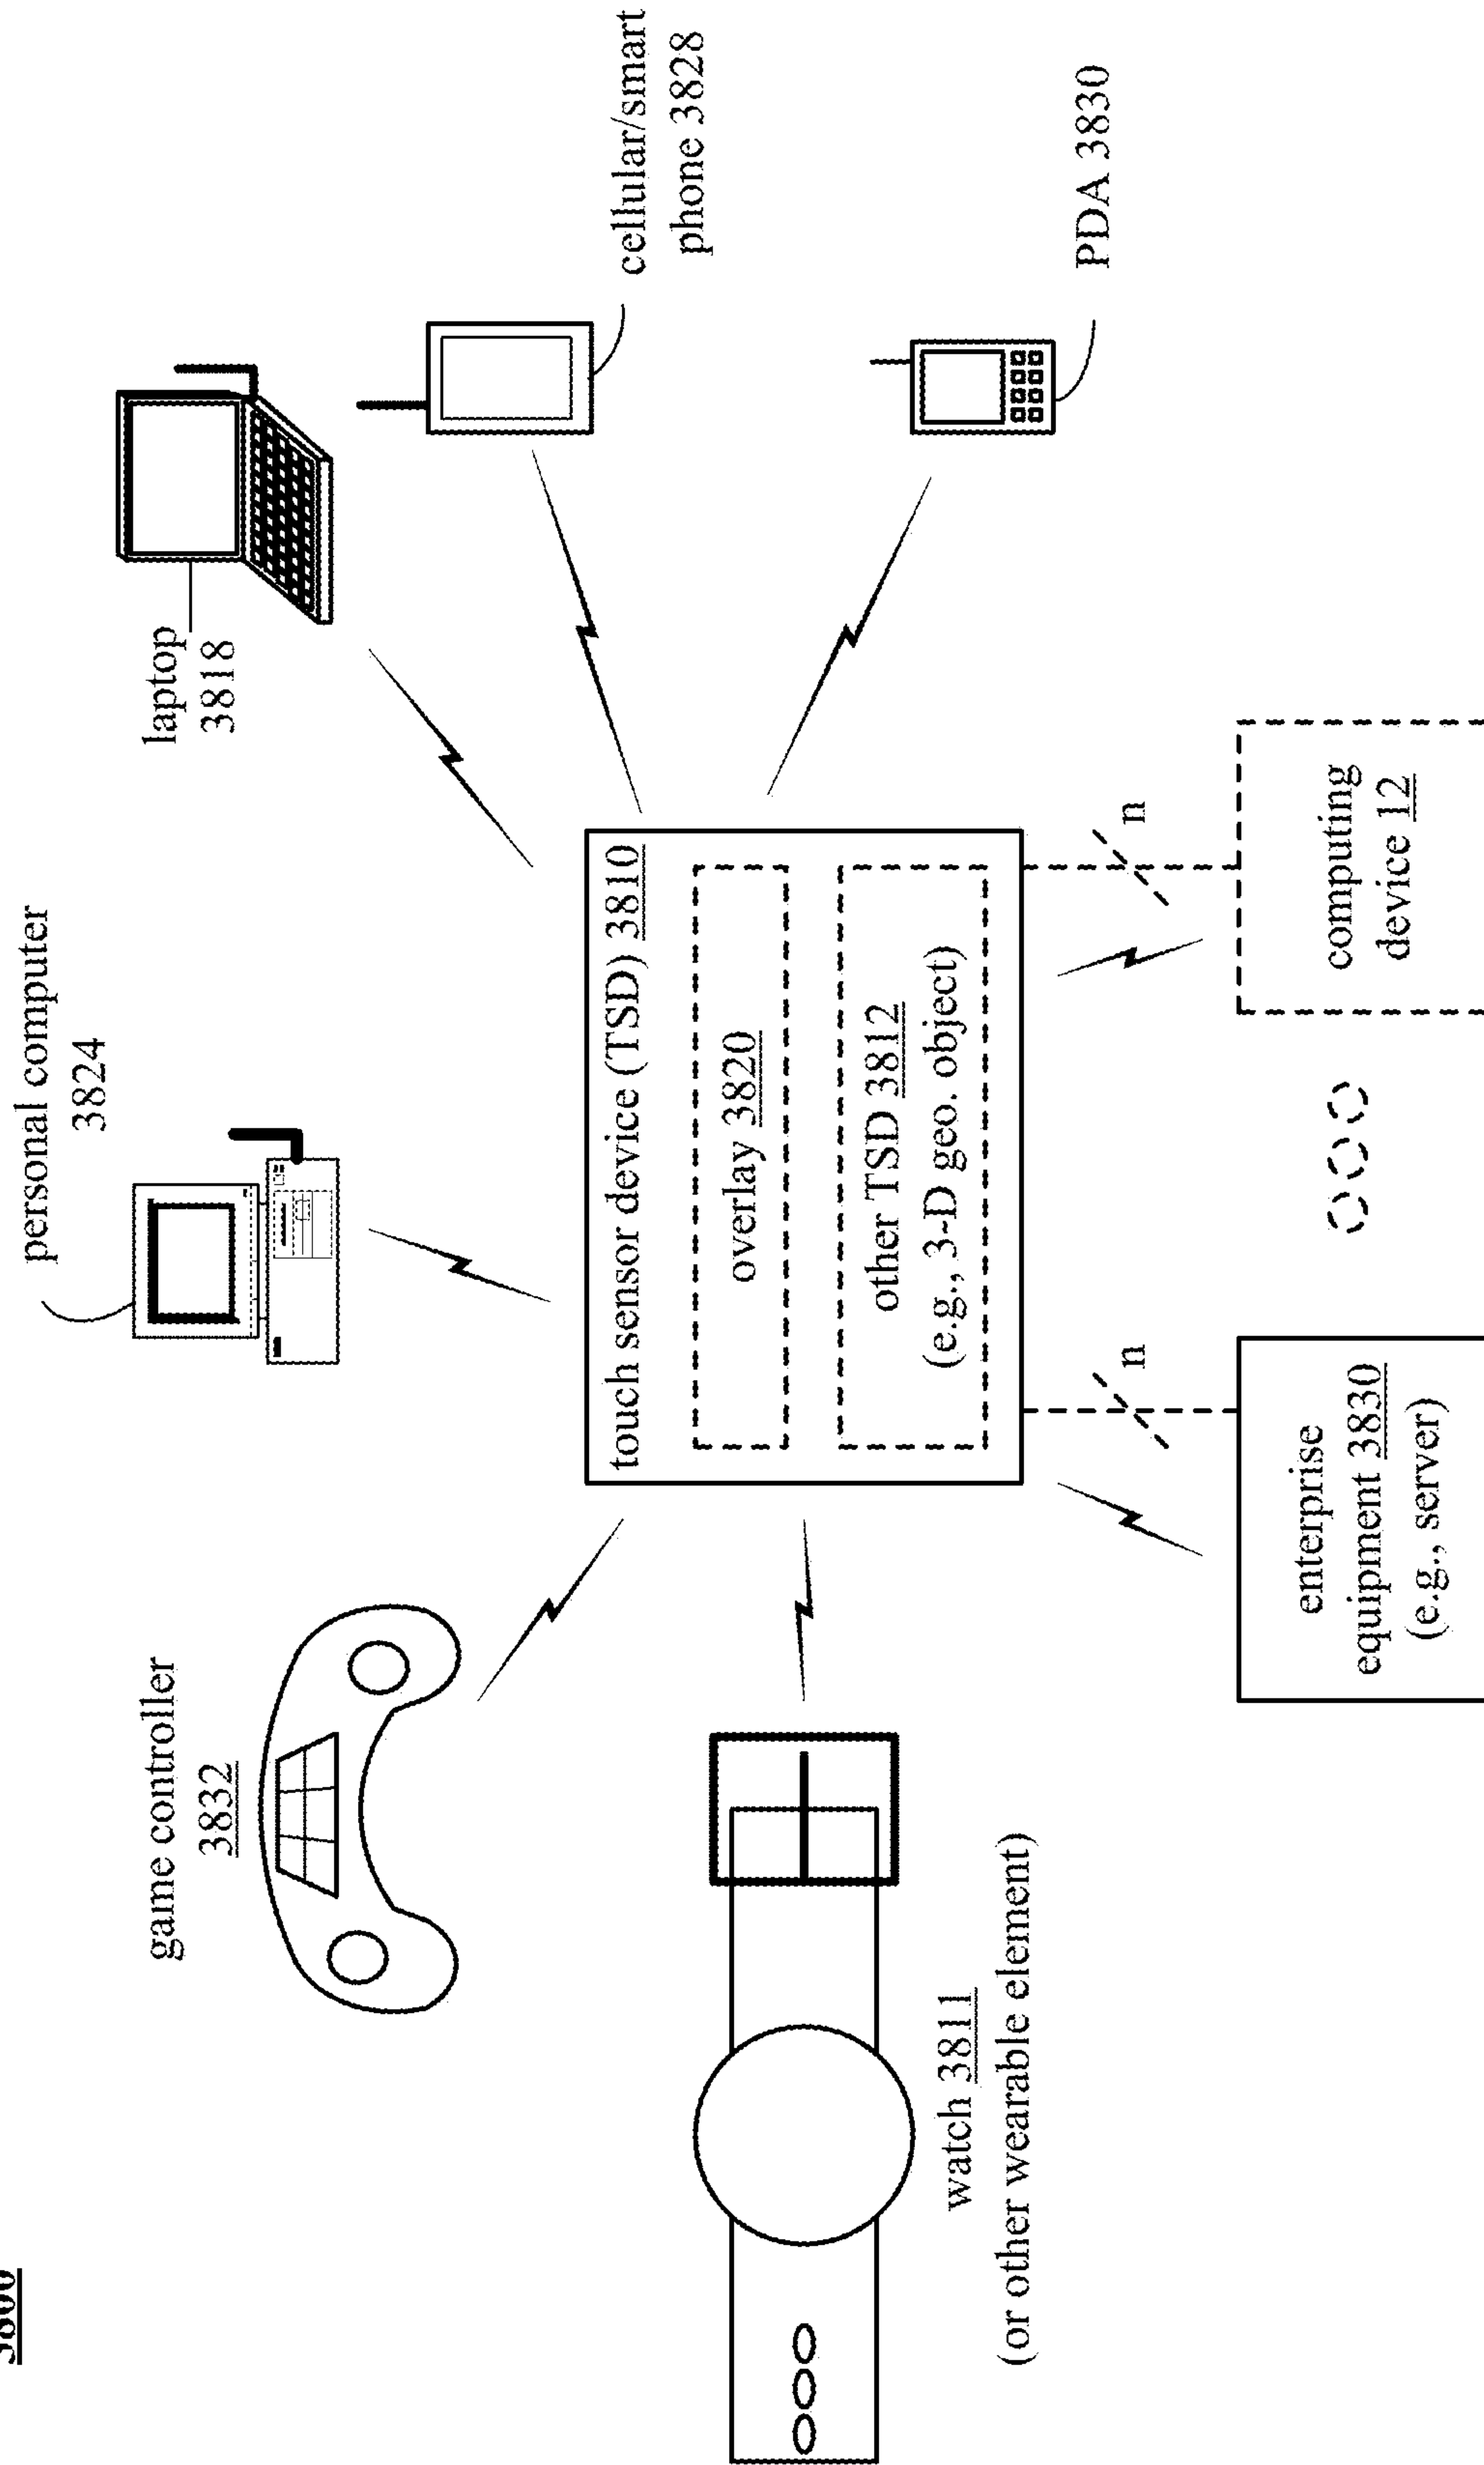 3800
personal computer
3824
laptop
3818
game controller
3832
cellular/smart
phone 3828
touch sensor device (TSD) 3810
overlay 3820
other TSD 3812
(e.g., 3-D geo. object)
watch 3811
(or other wearable element)
PDA 3830
n
n
enterprise
equipment 3830
(e.g., server)
computing
device 12